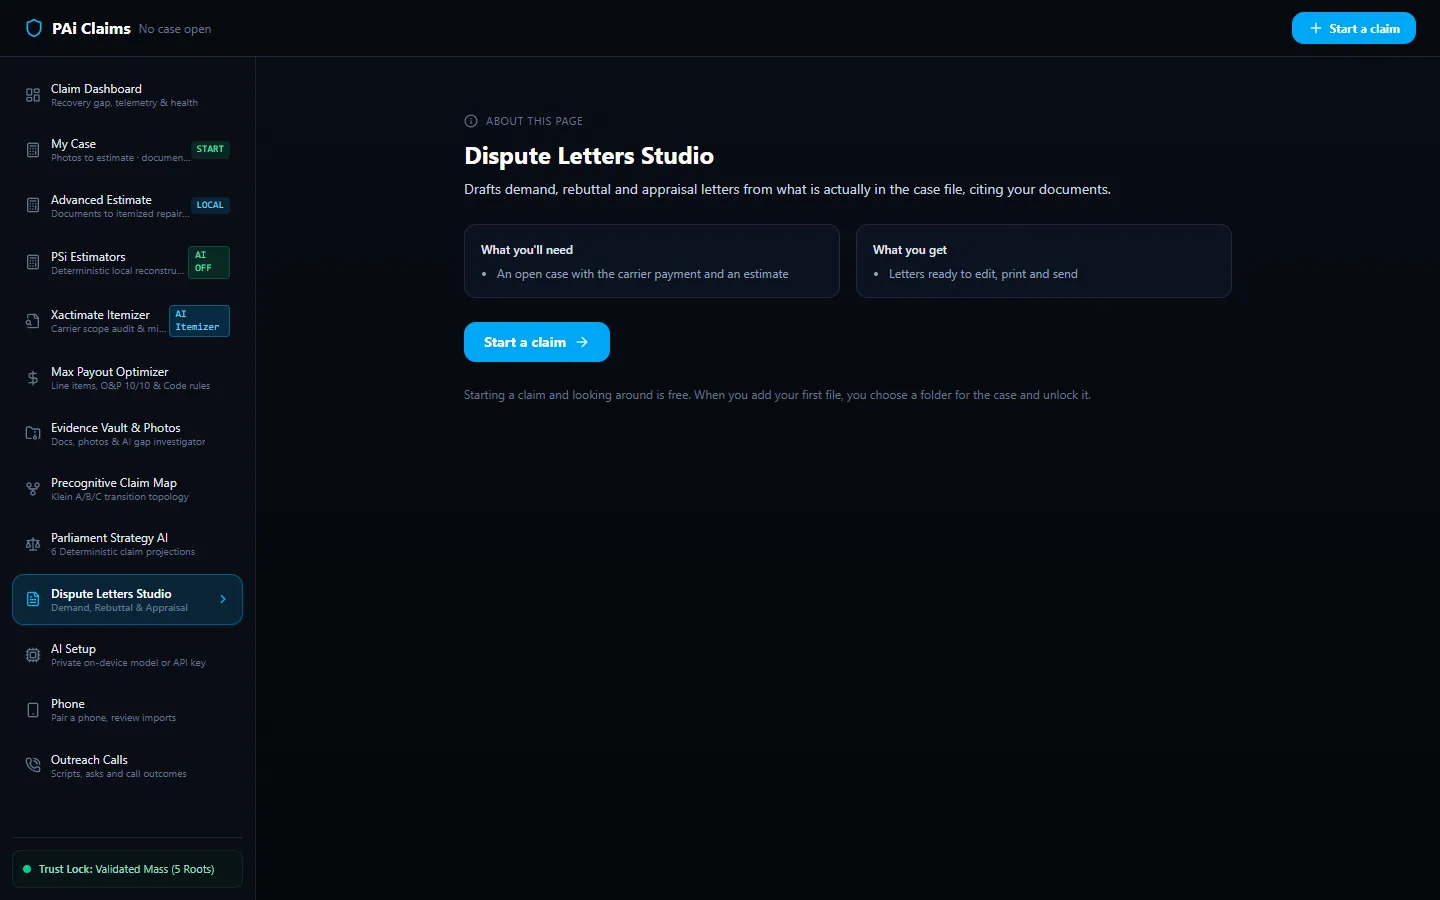 PAi Claims No case open
Start a claim
Claim Dashboard
Recovery gap, telemetry & health
My Case
Photos to estimate · documen...
START
Advanced Estimate
Documents to itemized repair...
LOCAL
PSi Estimators
Deterministic local reconstru...
AI
OFF
Xactimate Itemizer
Carrier scope audit & mi...
AI
Itemizer
Max Payout Optimizer
Line items, O&P 10/10 & Code rules
Evidence Vault & Photos
Docs, photos & AI gap investigator
Precognitive Claim Map
Klein A/B/C transition topology
Parliament Strategy AI
6 Deterministic claim projections
Dispute Letters Studio
Demand, Rebuttal & Appraisal
AI Setup
Private on-device model or API key
Phone
Pair a phone, review imports
Outreach Calls
Scripts, asks and call outcomes
Trust Lock: Validated Mass (5 Roots)
ABOUT THIS PAGE
Dispute Letters Studio
Drafts demand, rebuttal and appraisal letters from what is actually in the case file, citing your documents.
What you'll need
• An open case with the carrier payment and an estimate
What you get
• Letters ready to edit, print and send
Start a claim →
Starting a claim and looking around is free. When you add your first file, you choose a folder for the case and unlock it.